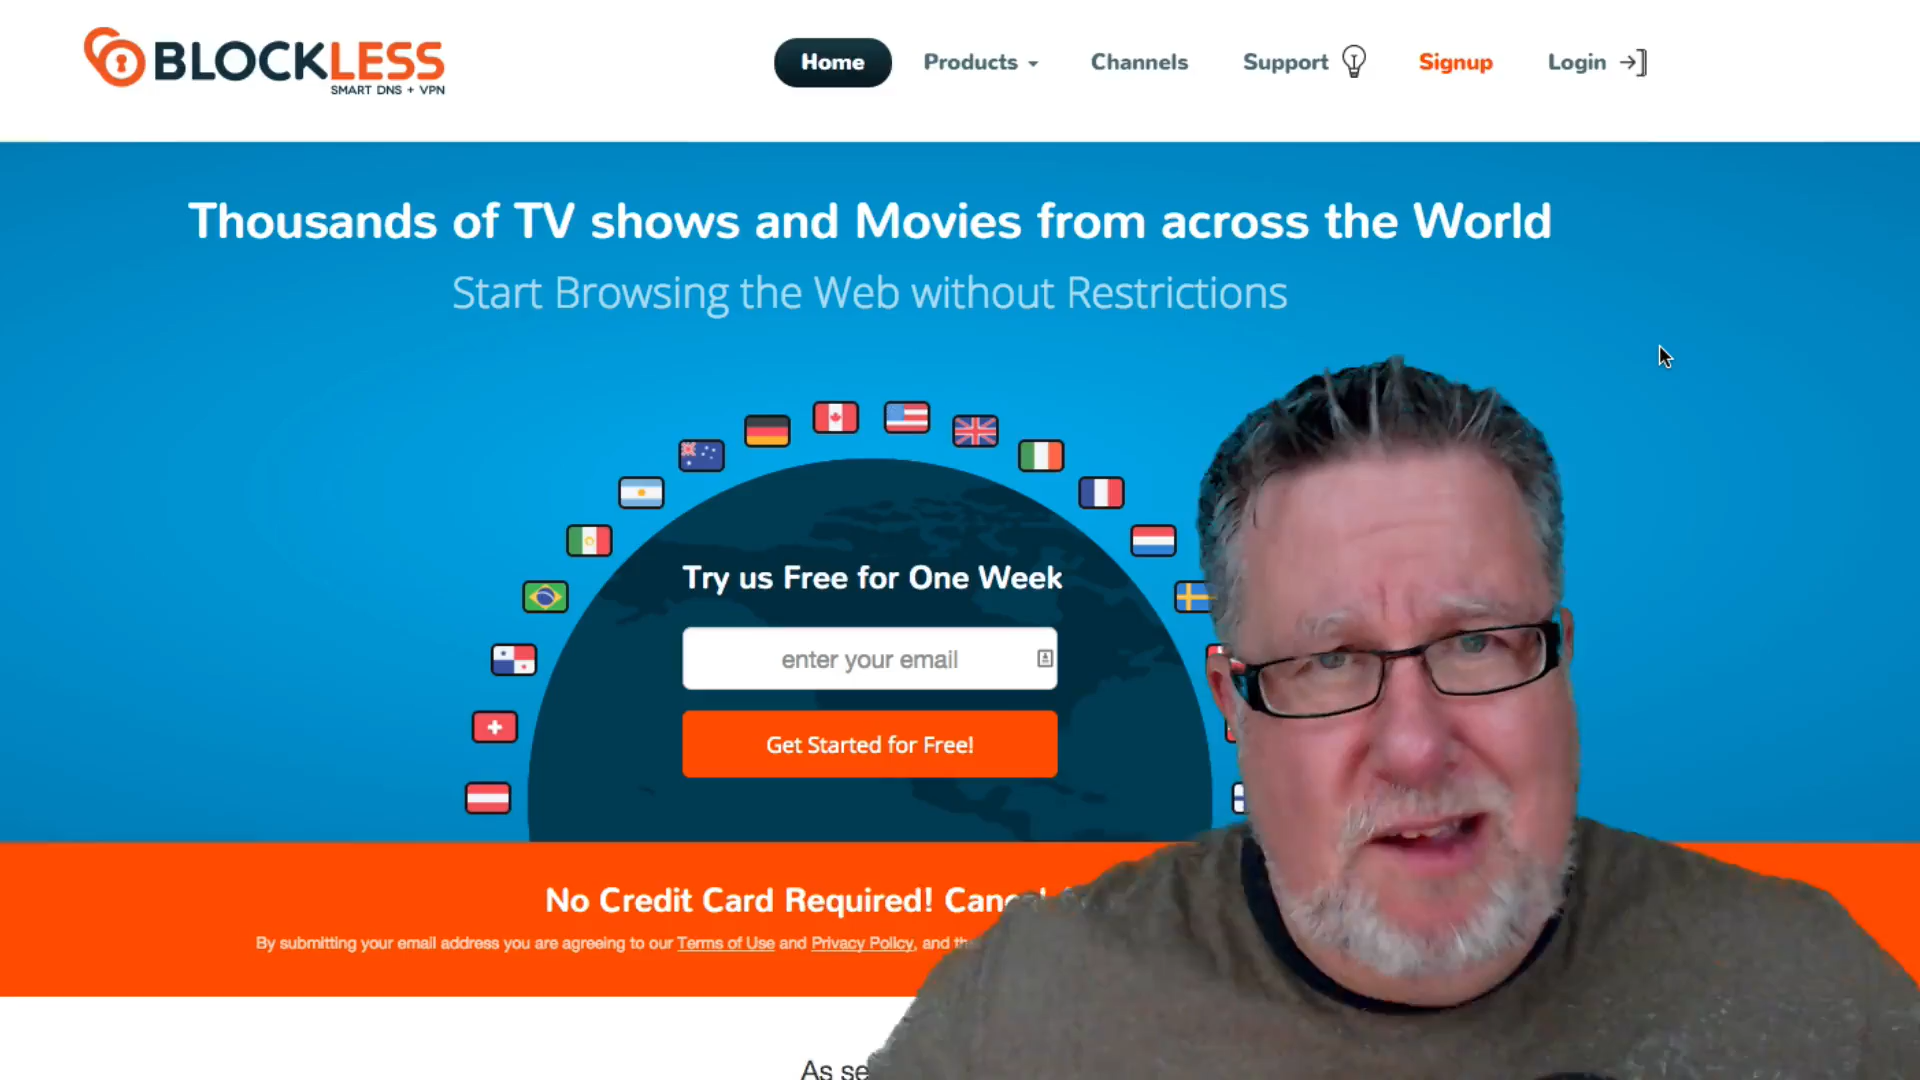 BLOCKLESS
SMART DNS + VPN
Home Products Channels Support Signup Login
Thousands of TV shows and Movies from across the World
Start Browsing the Web without Restrictions
Try us Free for One Week
enter your email
Get Started for Free!
No Credit Card Required!
By submitting your email address you are agreeing to our Terms of Use and Privacy Policy, and
As